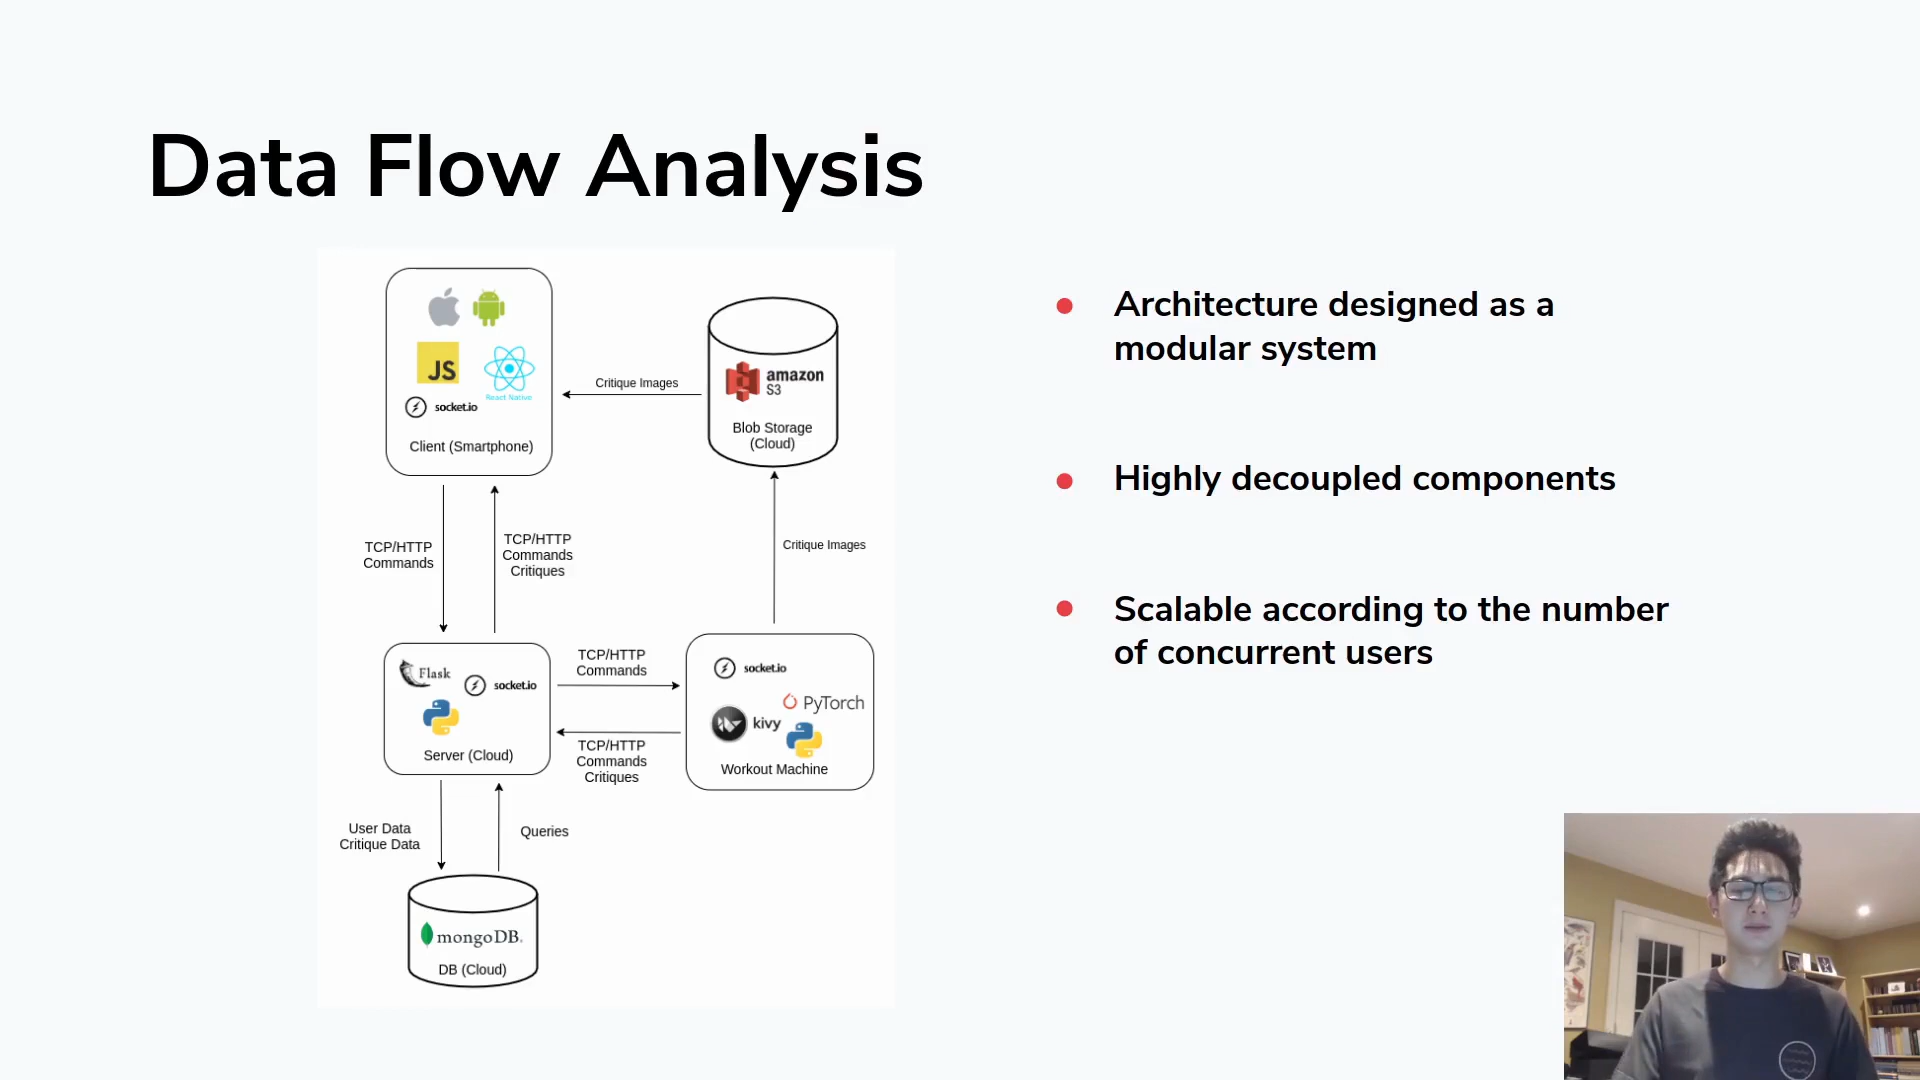 Data Flow Analysis
JS
React Native
socket.io
Client (Smartphone)
Critique Images
amazon
S3
Blob Storage
(Cloud)
TCP/HTTP
Commands
TCP/HTTP
Commands
Critiques
Critique Images
Flask
socket.io
Server (Cloud)
TCP/HTTP
Commands
TCP/HTTP
Commands
Critiques
socket.io
PyTorch
kivy
Workout Machine
User Data
Critique Data
Queries
mongoDB.
DB (Cloud)
Architecture designed as a
modular system
Highly decoupled components
Scalable according to the number
of concurrent users